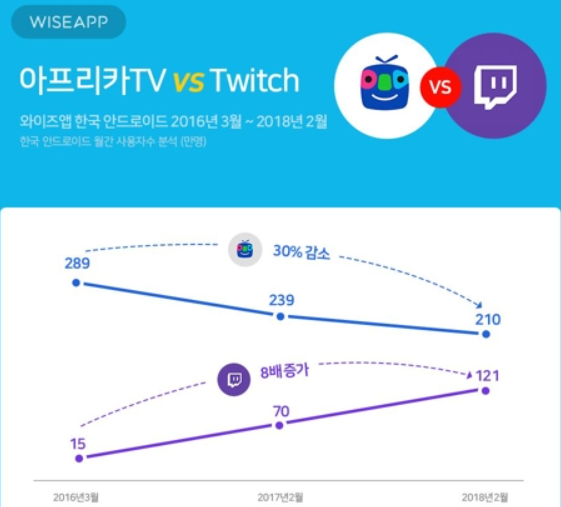 WISEAPP
아프리카TV vs Twitch
VS
와이즈앱 한국 안드로이드 2016년 3월 ~ 2018년 2월
한국 안드로이드 월간 사용자수 분석 (만명)
30% 감소
289
239
210
8배 증가
121
70
15
2016년3월 2017년2월 2018년2월